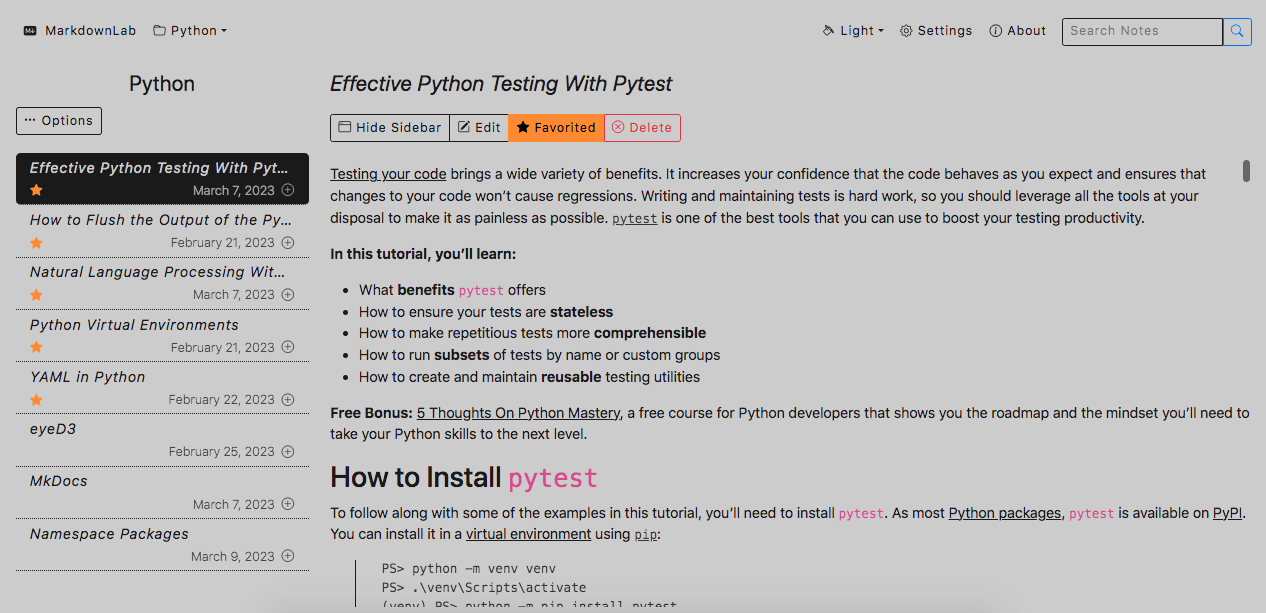 MarkdownLab Python Light Settings About Search Notes
Python
Options
Effective Python Testing With Pyt...
March 7, 2023
How to Flush the Output of the Py...
February 21, 2023
Natural Language Processing Wit...
March 7, 2023
Python Virtual Environments
February 21, 2023
YAML in Python
February 22, 2023
eyeD3
February 25, 2023
MkDocs
March 7, 2023
Namespace Packages
March 9, 2023
Effective Python Testing With Pytest
Hide Sidebar Edit Favorited Delete
Testing your code brings a wide variety of benefits. It increases your confidence that the code behaves as you expect and ensures that
changes to your code won’t cause regressions. Writing and maintaining tests is hard work, so you should leverage all the tools at your
disposal to make it as painless as possible. pytest is one of the best tools that you can use to boost your testing productivity.
In this tutorial, you’ll learn:
• What benefits pytest offers
• How to ensure your tests are stateless
• How to make repetitious tests more comprehensible
• How to run subsets of tests by name or custom groups
• How to create and maintain reusable testing utilities
Free Bonus: 5 Thoughts On Python Mastery, a free course for Python developers that shows you the roadmap and the mindset you’ll need to
take your Python skills to the next level.
How to Install pytest
To follow along with some of the examples in this tutorial, you’ll need to install pytest. As most Python packages, pytest is available on PyPI.
You can install it in a virtual environment using pip:
PS> python -m venv venv
PS> .\venv\Scripts\activate
(venv) PS> python -m pip install pytest